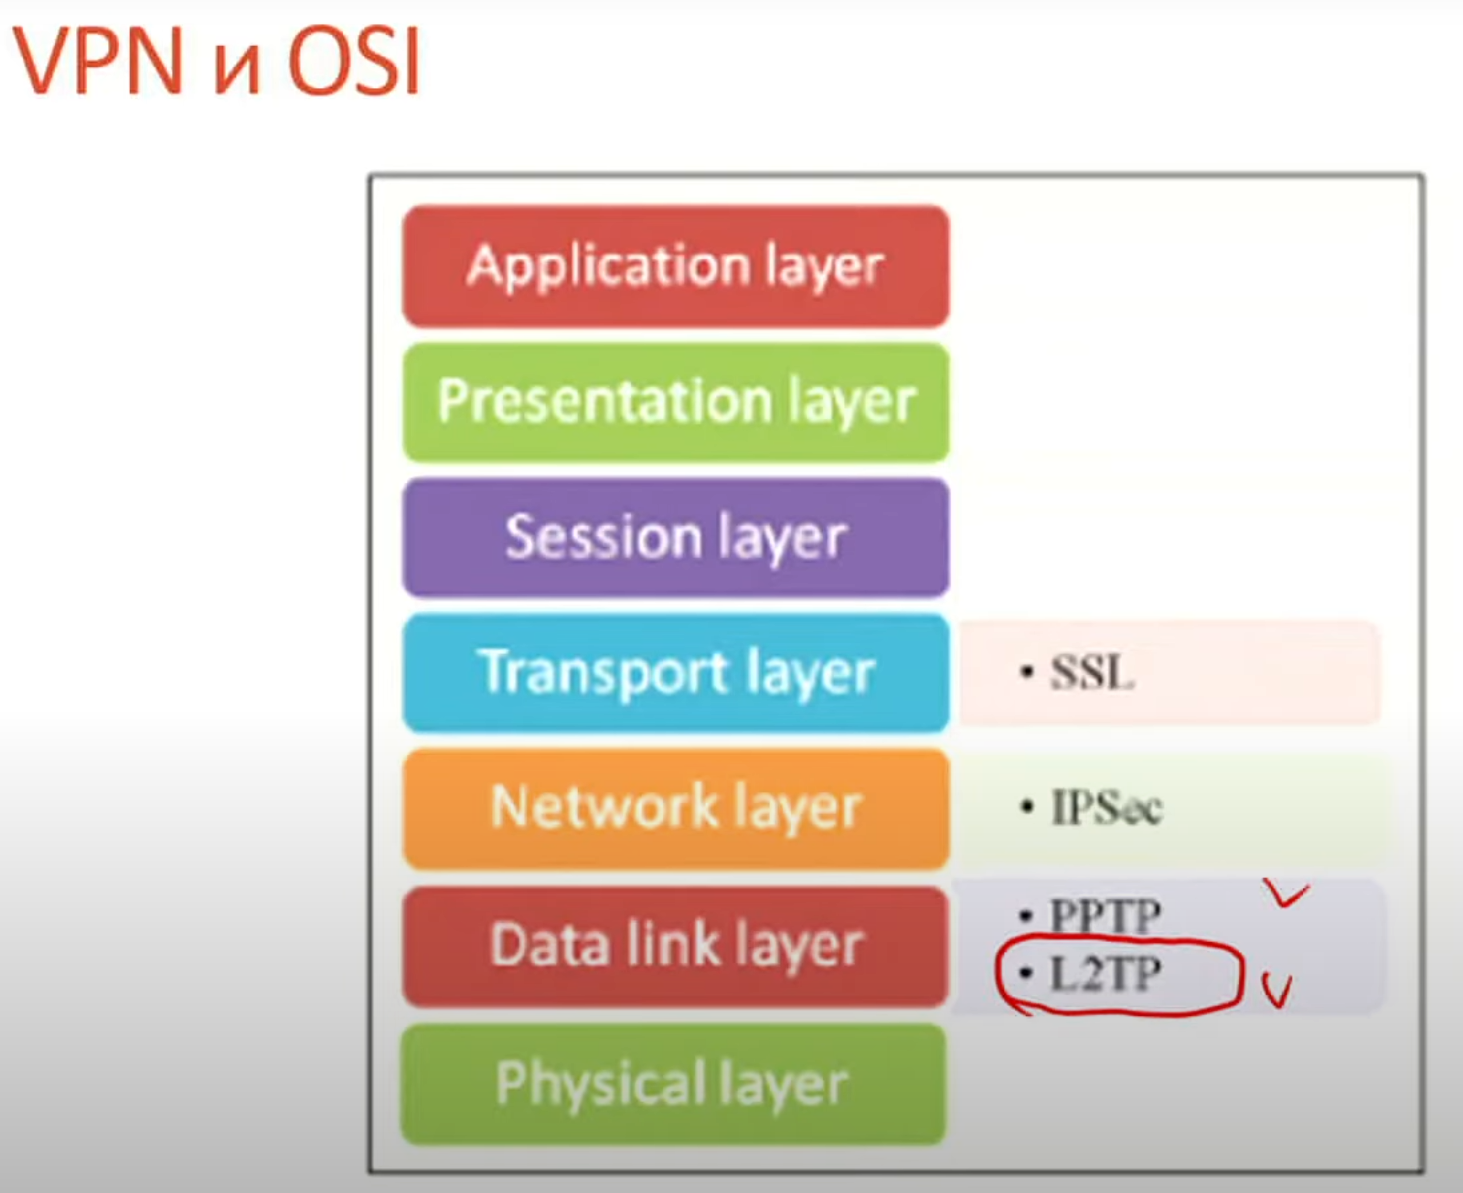 VPN и OSI
Application layer
Presentation layer
Session layer
Transport layer
• SSL
Network layer
• IPSec
Data link layer
• PPTP
• L2TP
Physical layer